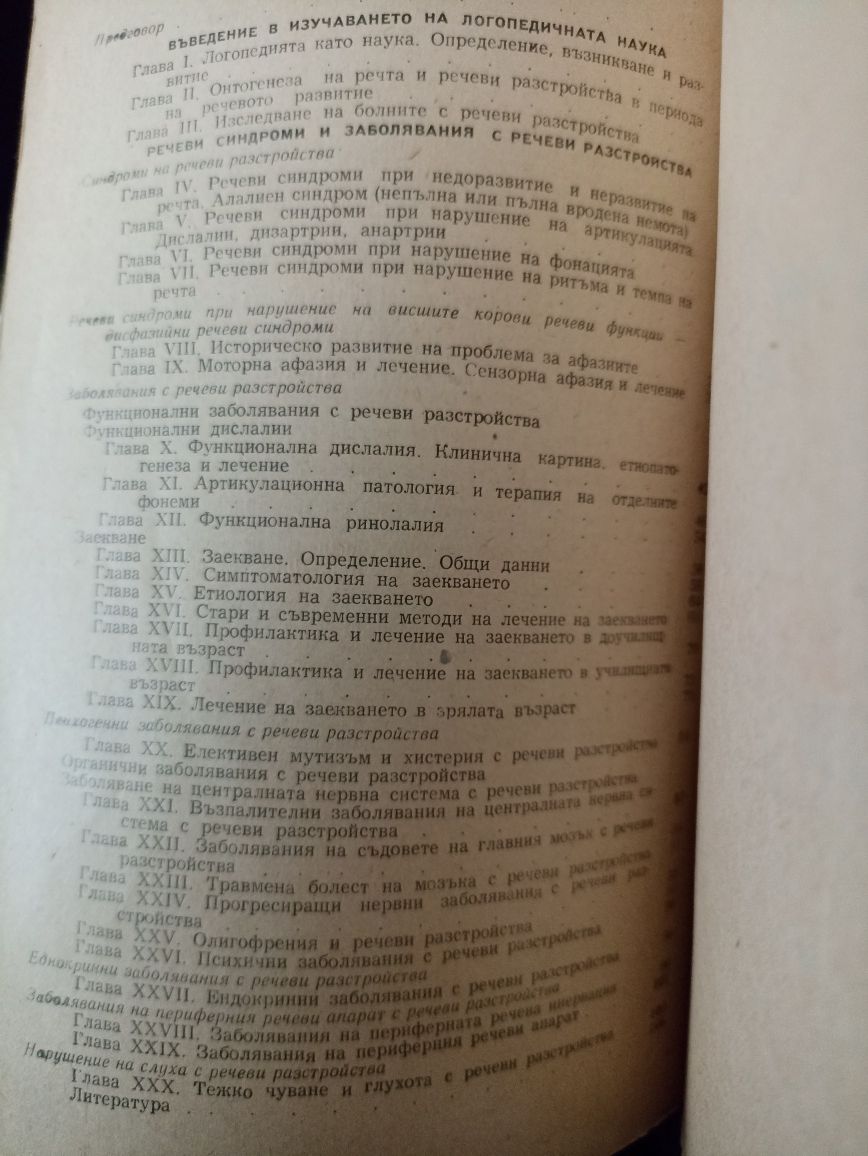 Предговор
ВЪВЕДЕНИЕ В ИЗУЧАВАНЕТО НА ЛОГОПЕДИЧНАТА НАУКА
Глава I. Логопедията като наука. Определение, възникване и раз-
витие
Глава II. Онтогенеза на речта и речеви разстройства в периода
на речевото развитие
Глава III. Изследване на болните с речеви разстройства
РЕЧЕВИ СИНДРОМИ И ЗАБОЛЯВАНИЯ С РЕЧЕВИ РАЗСТРОЙСТВА
Синдроми на речеви разстройства
Глава IV. Речеви синдроми при недоразвитие и неразвитие на
речта. Алалиен синдром (непълна или пълна вродена немота)
Глава V. Речеви синдроми при нарушение на артикулацията
Дислалии, дизартрии, анартрии
Глава VI. Речеви синдроми при нарушение на фонацията
Глава VII. Речеви синдроми при нарушение на ритъма и темпа на
речта
Речеви синдроми при нарушение на висшите корови речеви функции —
дисфазийни речеви синдроми
Глава VIII. Историческо развитие на проблема за афазиите
Глава IX. Моторна афазия и лечение. Сензорна афазия и лечение
Заболявания с речеви разстройства
Функционални заболявания с речеви разстройства
Функционални дислалии
Глава X. Функционална дислалия. Клинична картина, етиопато-
генеза и лечение
Глава XI. Артикулационна патология и терапия на отделните
фонеми
Глава XII. Функционална ринолалия
Заекване
Глава XIII. Заекване. Определение. Общи данни
Глава XIV. Симптоматология на заекването
Глава XV. Етиология на заекването
Глава XVI. Стари и съвременни методи на лечение на заекването
Глава XVII. Профилактика и лечение на заекването в доучилищ-
ната възраст
Глава XVIII. Профилактика и лечение на заекването в училищната
възраст
Глава XIX. Лечение на заекването в зрялата възраст
Психогенни заболявания с речеви разстройства
Глава XX. Елективен мутизъм и хистерия с речеви разстройства
Органични заболявания с речеви разстройства
Заболяване на централната нервна система с речеви разстройства
Глава XXI. Възпалителни заболявания на централната нервна си-
стема с речеви разстройства
Глава XXII. Заболявания на съдовете на главния мозък с речеви
разстройства
Глава XXIII. Травмена болест на мозъка с речеви разстройства
Глава XXIV. Прогресиращи нервни заболявания с речеви раз-
стройства
Глава XXV. Олигофрения и речеви разстройства
Глава XXVI. Психични заболявания с речеви разстройства
Еднокринни заболявания с речеви разстройства
Глава XXVII. Ендокринни заболявания с речеви разстройства
Заболявания на периферния речеви апарат с речеви разстройства
Глава XXVIII. Заболявания на периферната речева инервация
Глава XXIX. Заболявания на периферния речеви апарат
Нарушение на слуха с речеви разстройства
Глава XXX. Тежко чуване и глухота с речеви разстройства
Литература